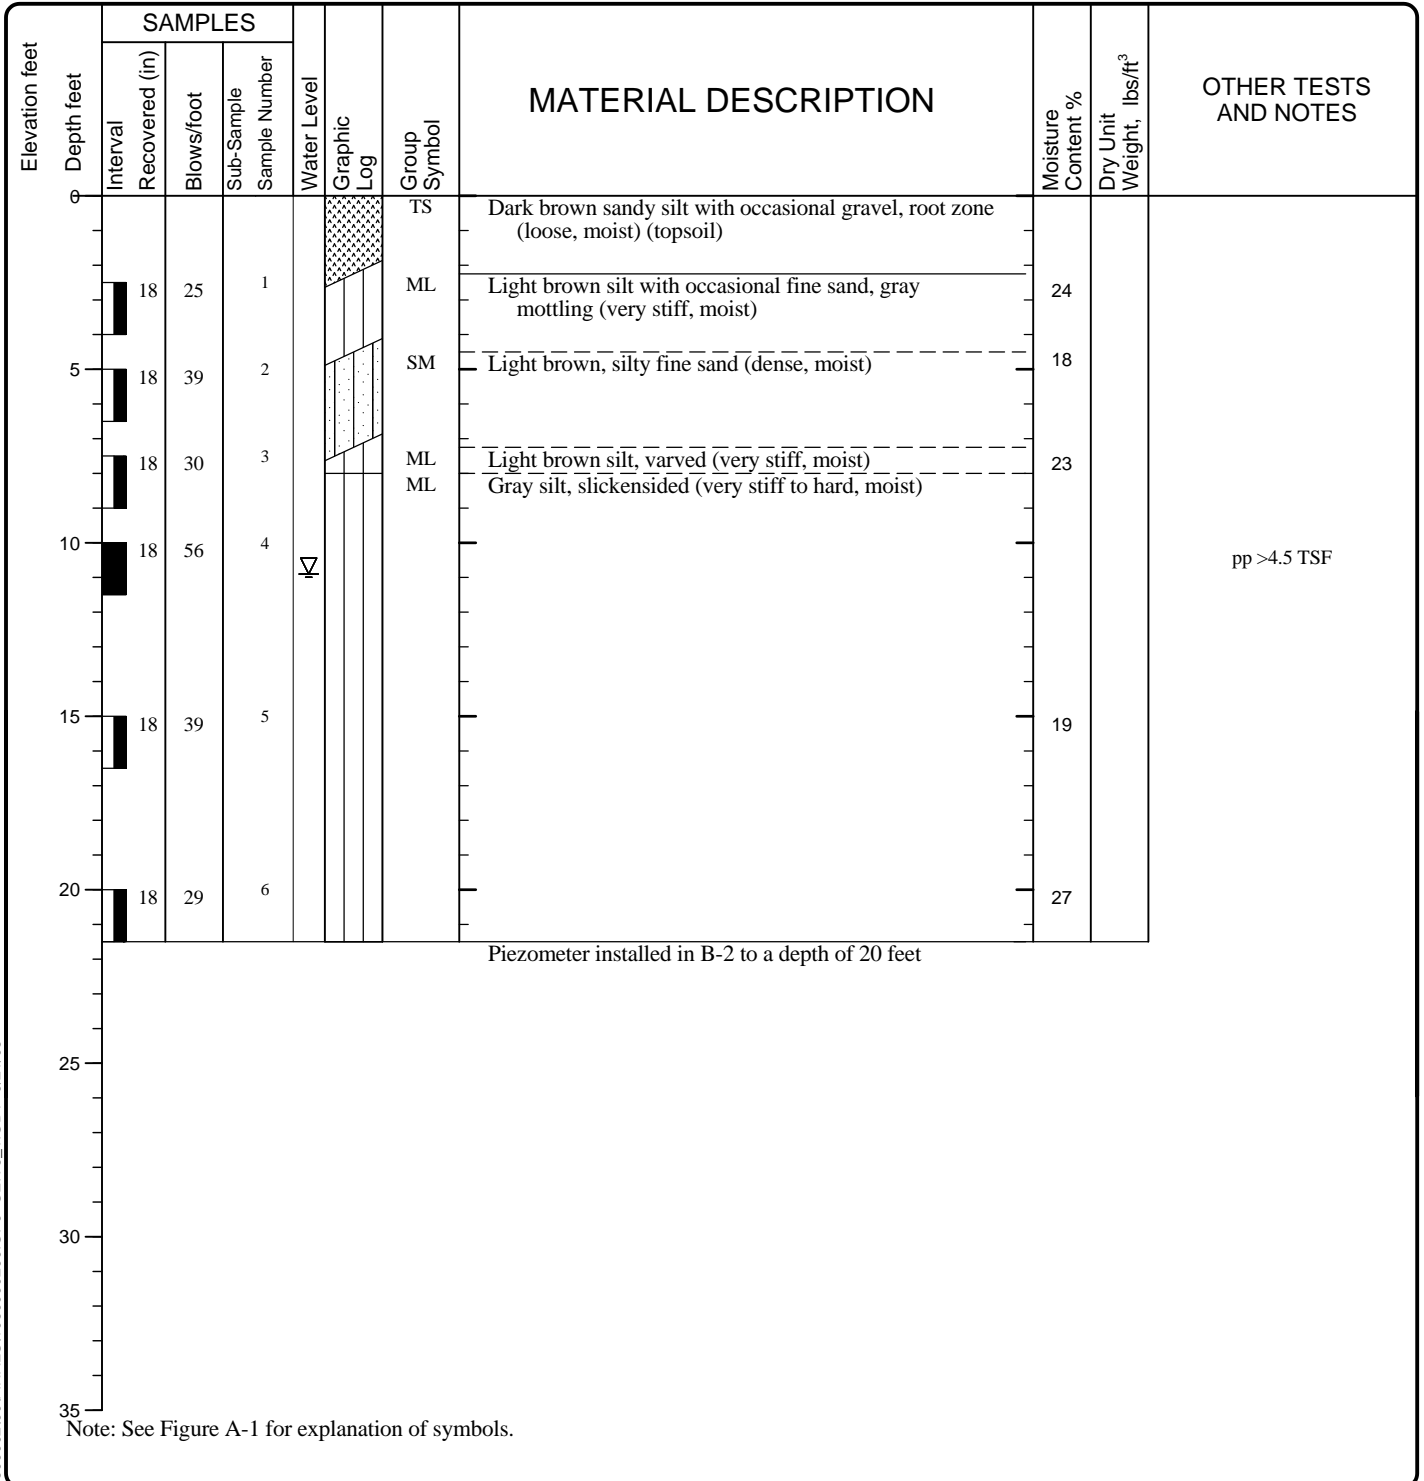 SAMPLES
Elevation feet
Depth feet
Interval
Recovered (in)
Blows/foot
Sub-Sample
Sample Number
Water Level
Graphic
Log
Group
Symbol
MATERIAL DESCRIPTION
Moisture
Content %
Dry Unit
Weight, lbs/ft³
OTHER TESTS
AND NOTES
0
TS Dark brown sandy silt with occasional gravel, root zone
(loose, moist) (topsoil)
18 25 1 ML Light brown silt with occasional fine sand, gray 24
mottling (very stiff, moist)
5 18 39 2 SM Light brown, silty fine sand (dense, moist) 18
18 30 3 ML Light brown silt, varved (very stiff, moist) 23
ML Gray silt, slickensided (very stiff to hard, moist)
10 18 56 4 pp >4.5 TSF
15 18 39 5 19
20 18 29 6 27
Piezometer installed in B-2 to a depth of 20 feet
25
30
35
Note: See Figure A-1 for explanation of symbols.